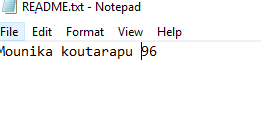 README.txt - Notepad
File Edit Format View Help
Mounika koutarapu 96